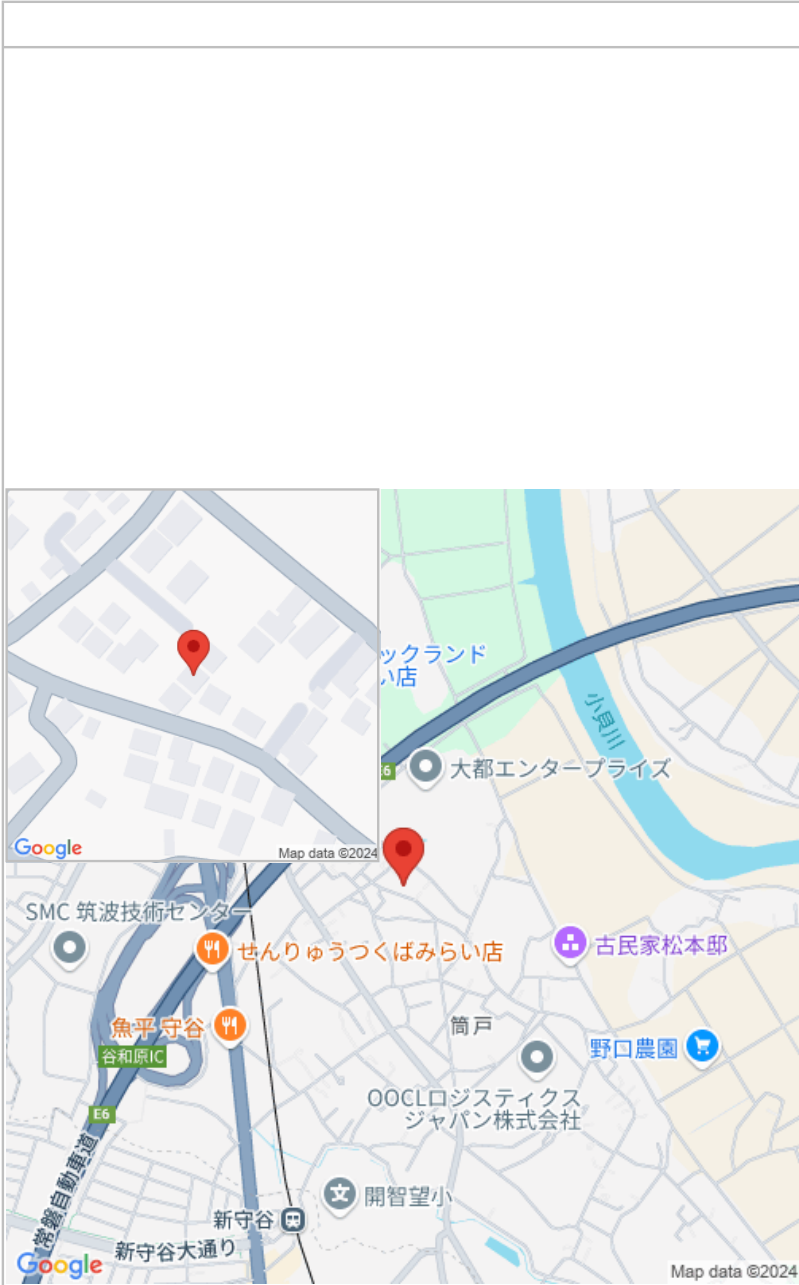 Google
Map data ©2024
ックランド
い店
小貝川
E6
大都エンタープライズ
SMC 筑波技術センター
せんりゅうつくばみらい店
古民家松本邸
魚平 守谷
筒戸
野口農園
谷和原IC
OOCLロジスティクス
ジャパン株式会社
E6
常磐自動車道
開智望小
新守谷
新守谷大通り
Google
Map data ©2024